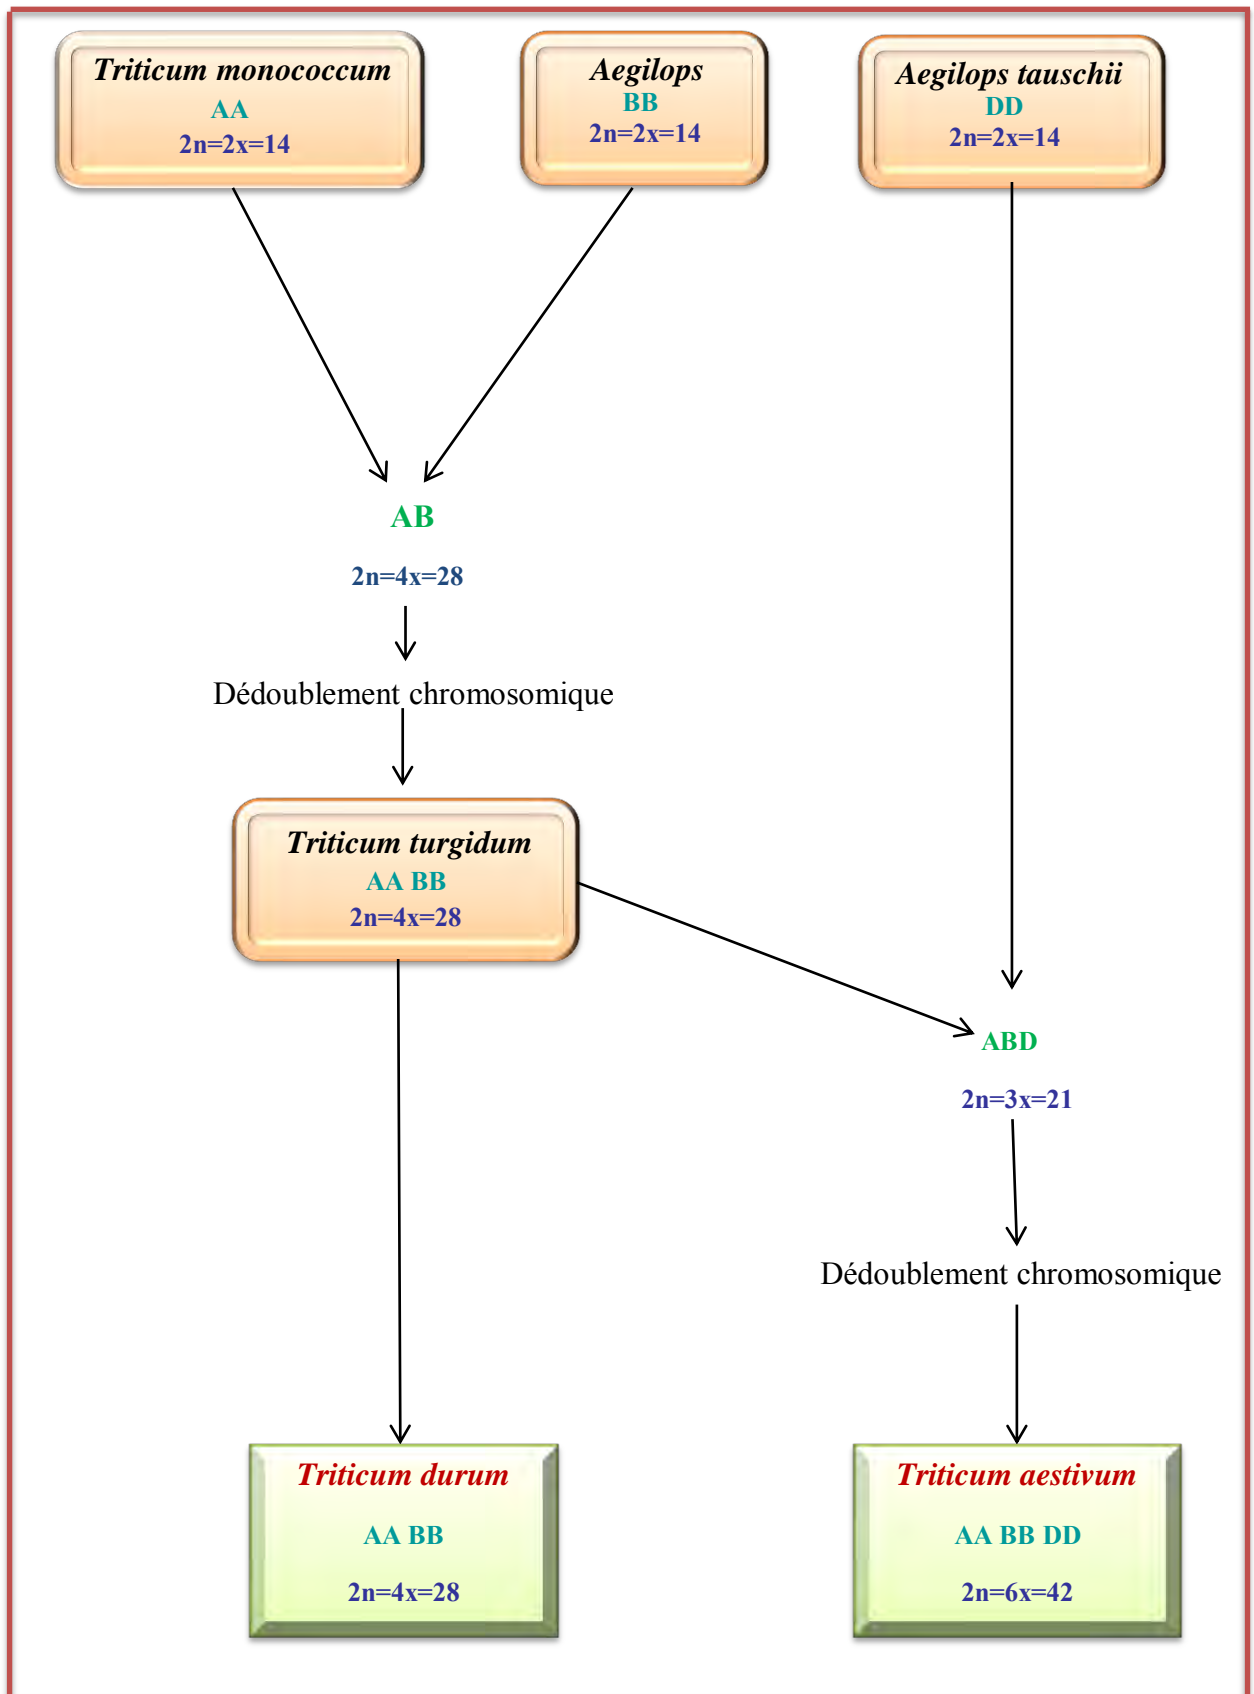 Triticum monococcum
AA
2n=2x=14
Aegilops
BB
2n=2x=14
Aegilops tauschii
DD
2n=2x=14
AB
2n=4x=28
Dédoublement chromosomique
Triticum turgidum
AA BB
2n=4x=28
ABD
2n=3x=21
Dédoublement chromosomique
Triticum durum
AA BB
2n=4x=28
Triticum aestivum
AA BB DD
2n=6x=42